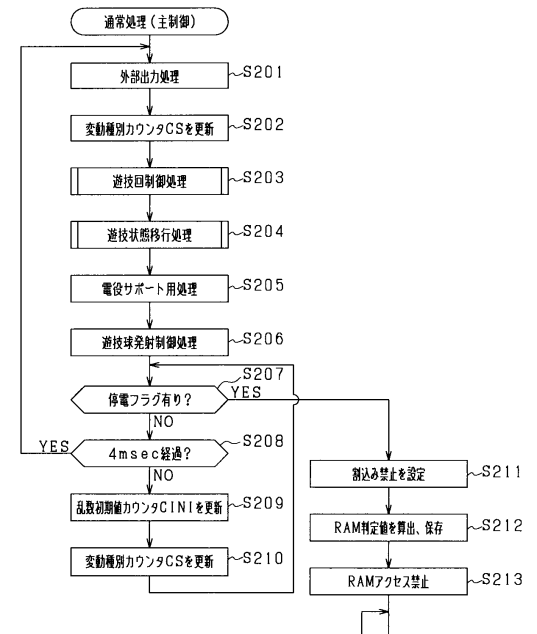 通常処理(主制御)
外部出力処理
S201
変動種別カウンタCSを更新
S202
遊技回制御処理
S203
遊技状態移行処理
S204
電役サポート用処理
S205
遊技球発射制御処理
S206
S207
停電フラグ有り?
YES
NO
S208
YES
4msec経過?
NO
乱数初期値カウンタCINIを更新
S209
変動種別カウンタCSを更新
S210
割込み禁止を設定
S211
RAM判定値を算出、保存
S212
RAMアクセス禁止
S213